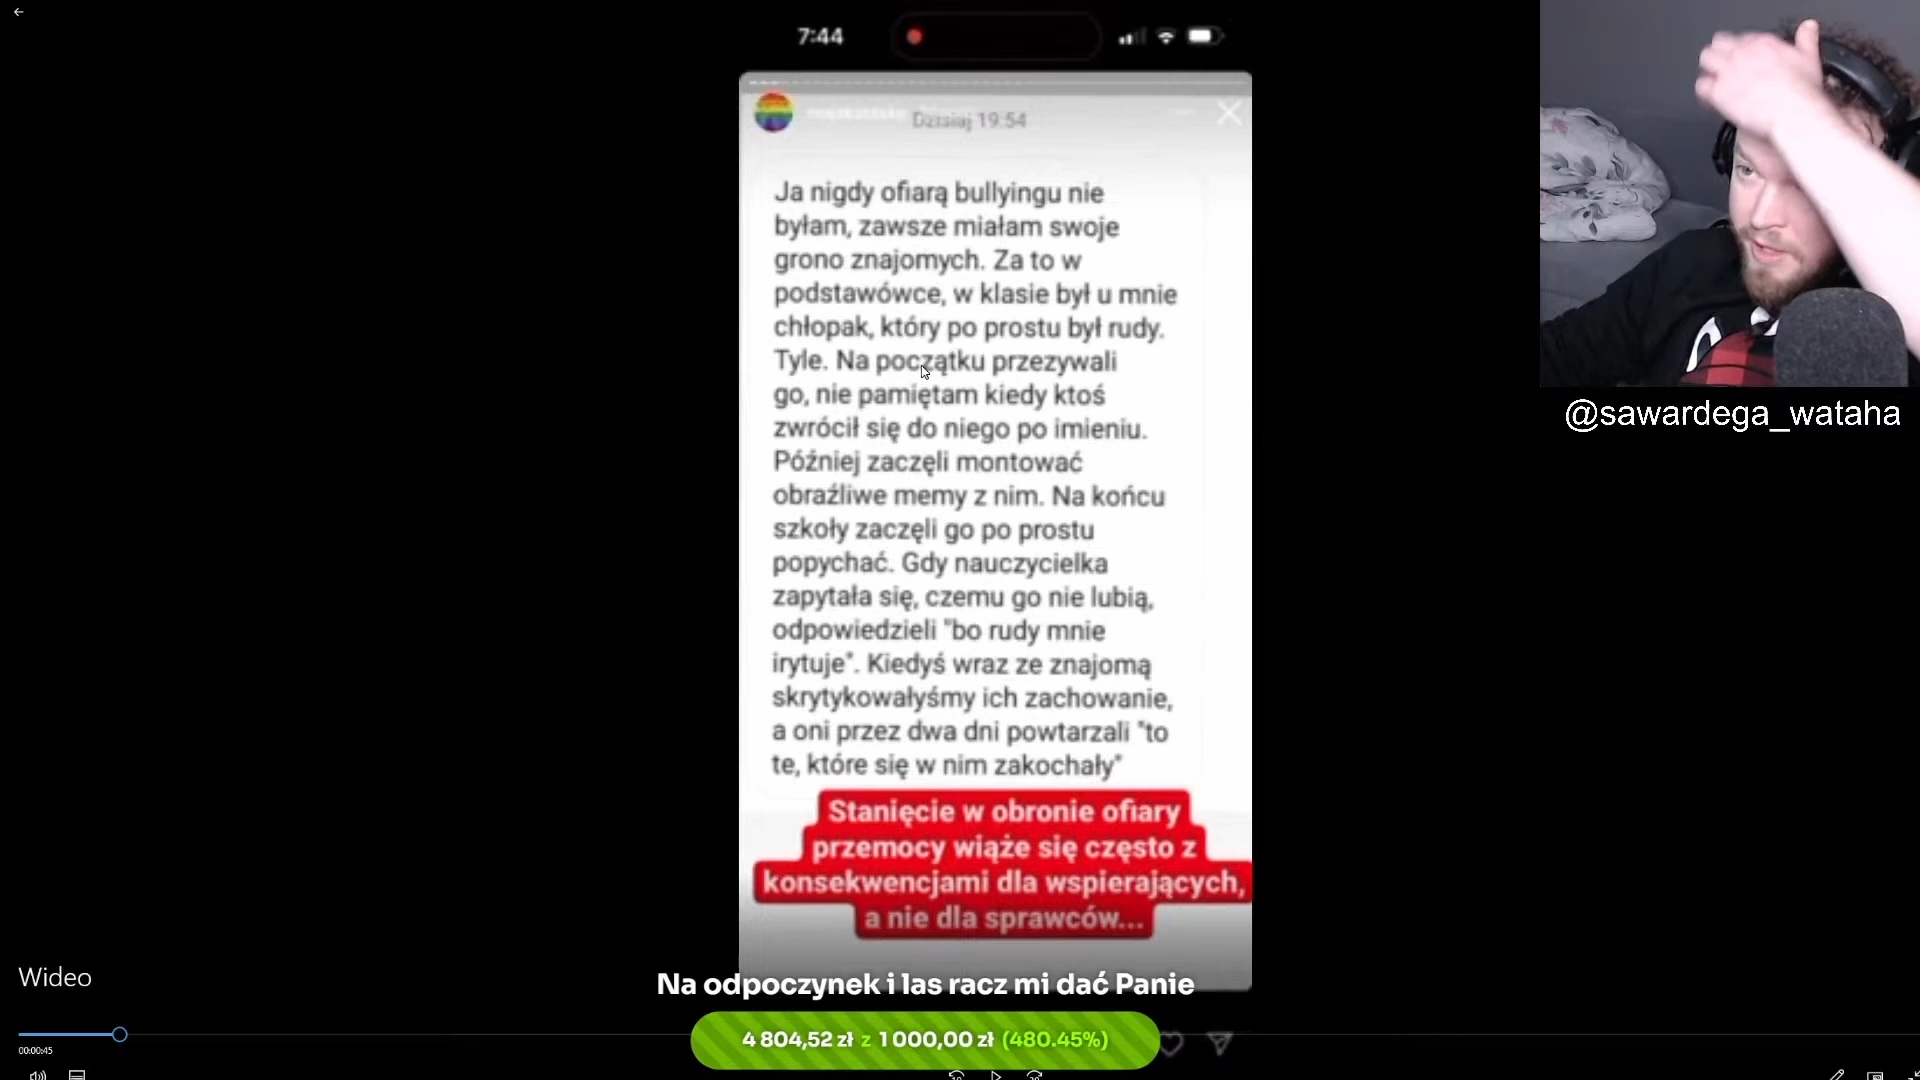 7:44
Dzisiaj 19:54
Ja nigdy ofiarą bullyingu nie
byłam, zawsze miałam swoje
grono znajomych. Za to w
podstawówce, w klasie był u mnie
chłopak, który po prostu był rudy.
Tyle. Na początku przezywali
go, nie pamiętam kiedy ktoś
zwrócił się do niego po imieniu.
Później zaczęli montować
obraźliwe memy z nim. Na końcu
szkoły zaczęli go po prostu
popychać. Gdy nauczycielka
zapytała się, czemu go nie lubią,
odpowiedzieli "bo rudy mnie
irytuje". Kiedyś wraz ze znajomą
skrytykowałyśmy ich zachowanie,
a oni przez dwa dni powtarzali "to
te, które się w nim zakochały"
Stanięcie w obronie ofiary
przemocy wiąże się często z
konsekwencjami dla wspierających,
a nie dla sprawców...
@sawardega_wataha
Wideo
Na odpoczynek i las racz mi dać Panie
4 804,52 zł z 1 000,00 zł (480.45%)
00:00:45